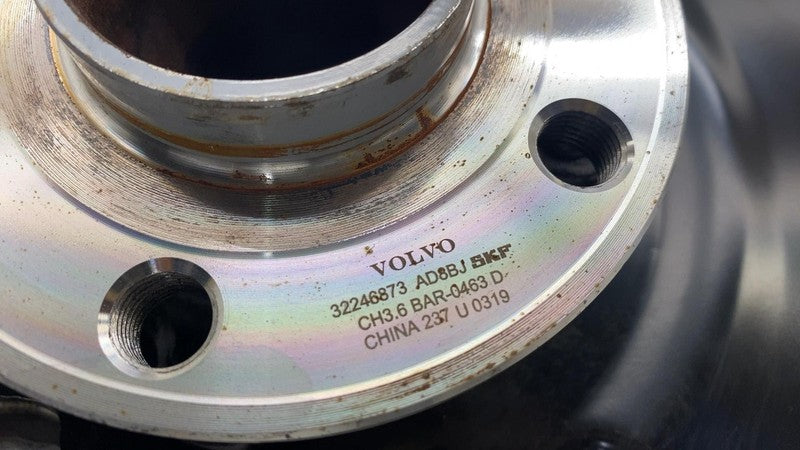 VOLVO
32246873 AD8BJ SKF
CH3.6 BAR-0463 D
CHINA 237 U 0319